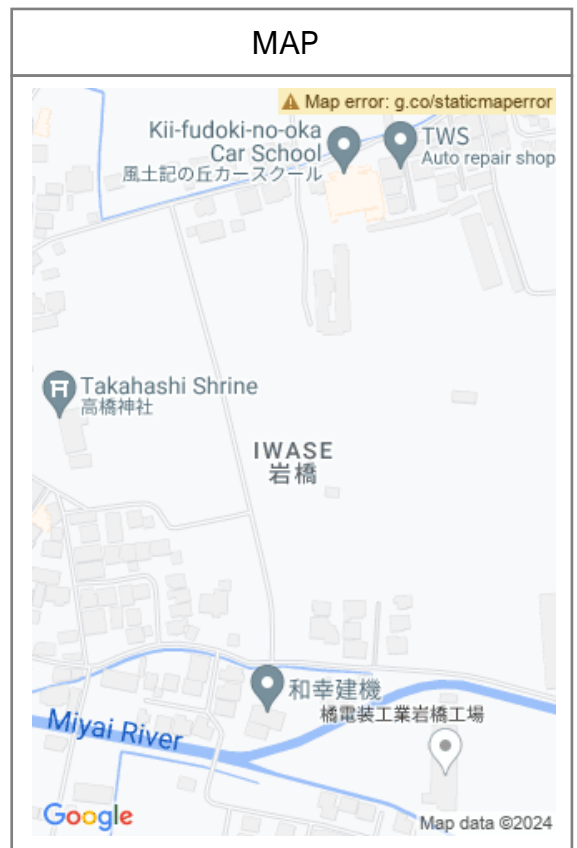 MAP
Map error: g.co/staticmaperror
Kii-fudoki-no-oka
Car School
風土記の丘カースクール
TWS
Auto repair shop
Takahashi Shrine
高橋神社
IWASE
岩橋
和幸建機
橘電装工業岩橋工場
Miyai River
Google
Map data ©2024